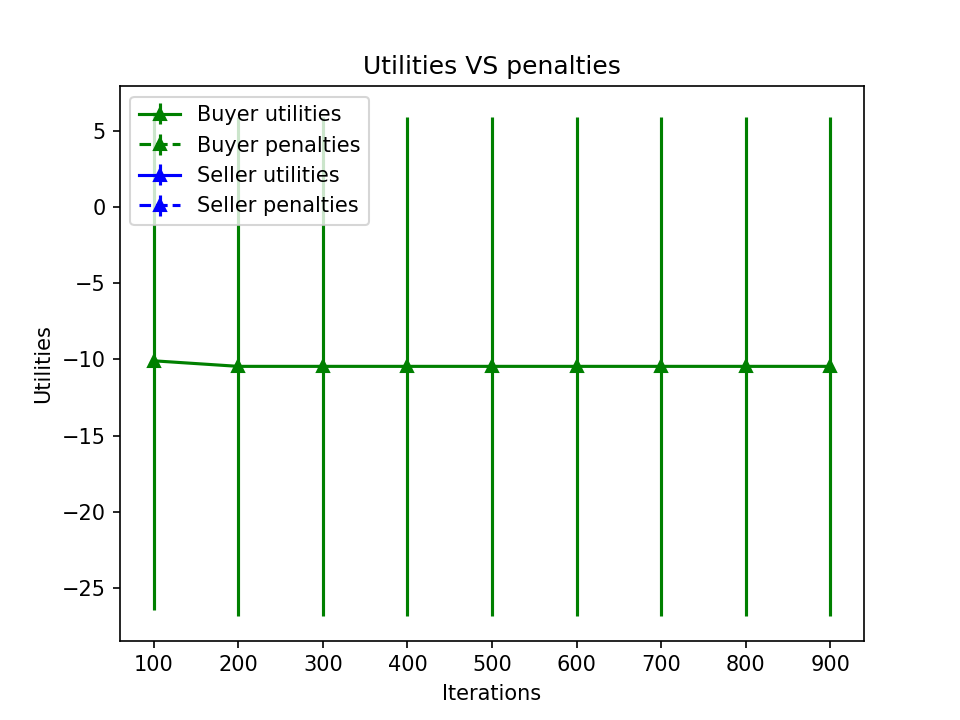 Utilities VS penalties
Buyer utilities
Buyer penalties
Seller utilities
Seller penalties
5
0
−5
−10
−15
−20
−25
Utilities
100 200 300 400 500 600 700 800 900
Iterations